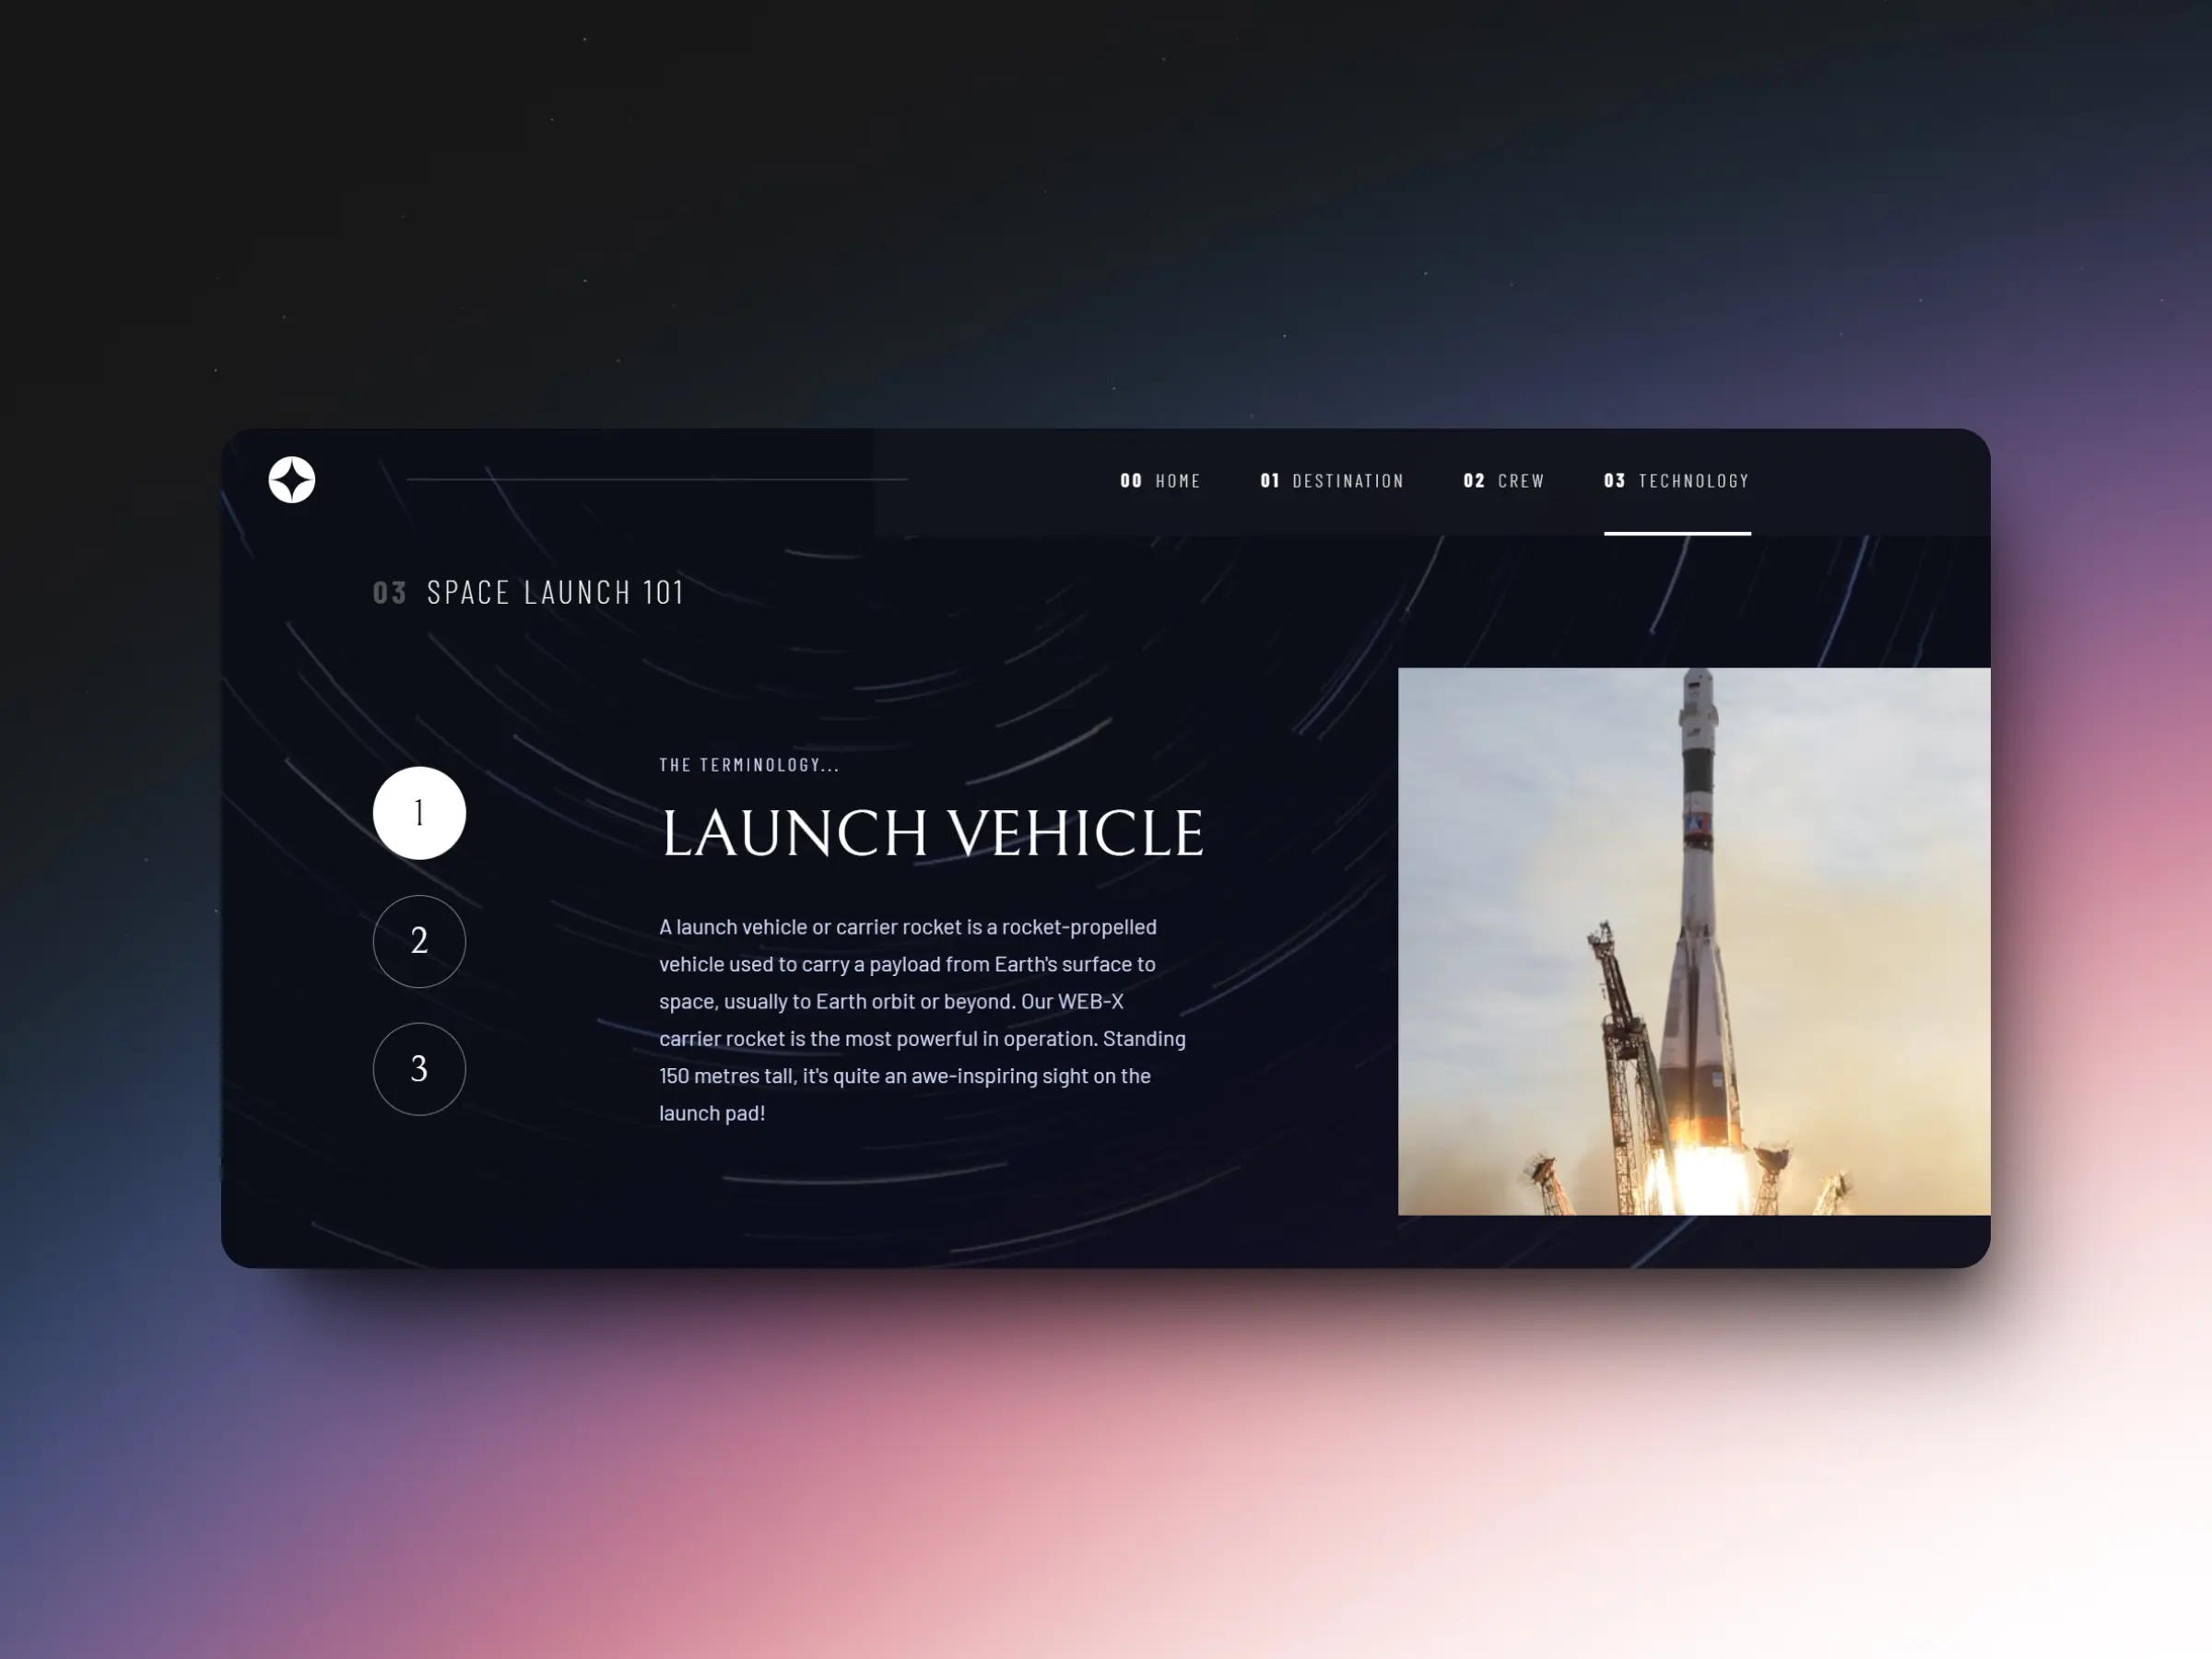 00 HOME 01 DESTINATION 02 CREW 03 TECHNOLOGY
03 SPACE LAUNCH 101
THE TERMINOLOGY...
LAUNCH VEHICLE
A launch vehicle or carrier rocket is a rocket-propelled
vehicle used to carry a payload from Earth's surface to
space, usually to Earth orbit or beyond. Our WEB-X
carrier rocket is the most powerful in operation. Standing
150 metres tall, it's quite an awe-inspiring sight on the
launch pad!
1
2
3